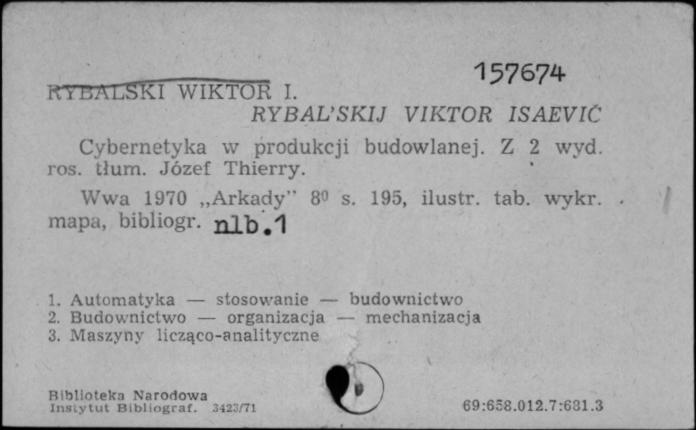 157674
RYBALSKI WIKTOR I.
RYBAL'SKIJ VIKTOR ISAEVIČ
Cybernetyka w produkcji budowlanej. Z 2 wyd.
ros. tłum. Józef Thierry.
Wwa 1970 „Arkady” 8⁰ s. 195, ilustr. tab. wykr.
mapa, bibliogr. nlb.1
1. Automatyka — stosowanie — budownictwo
2. Budownictwo — organizacja — mechanizacja
3. Maszyny licząco-analityczne
Biblioteka Narodowa
Instytut Bibliograf. 3423/71
69:658.012.7:681.3